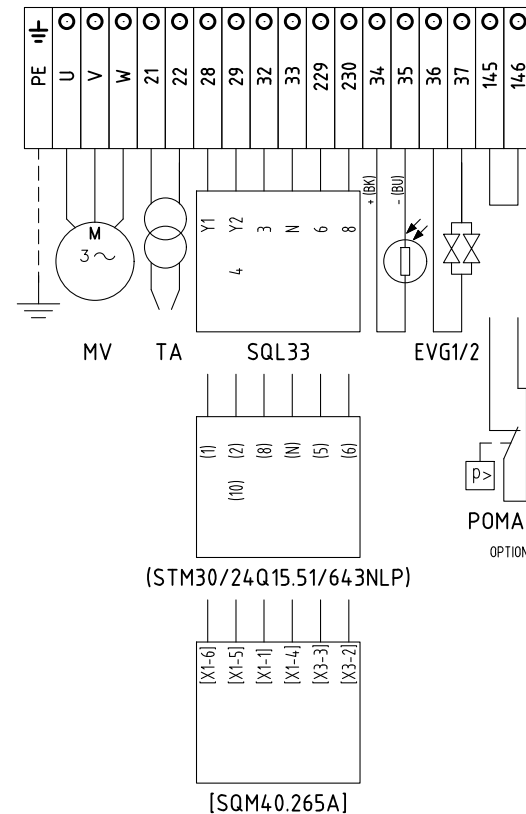 PE U V W 21 22 28 29 32 33 229 230 34 35 36 37 145 146
+ (BK) - (BU)
Y1 Y2 3 N 6 8
4
M
3~
MV TA SQL33 EVG1/2
(1) (2) (8) (N) (5) (6)
(10)
p>
POMA
OPTION
(STM30/24Q15.51/643NLP)
[X1-6] [X1-5] [X1-1] [X1-4] [X3-3] [X3-2]
[SQM40.265A]